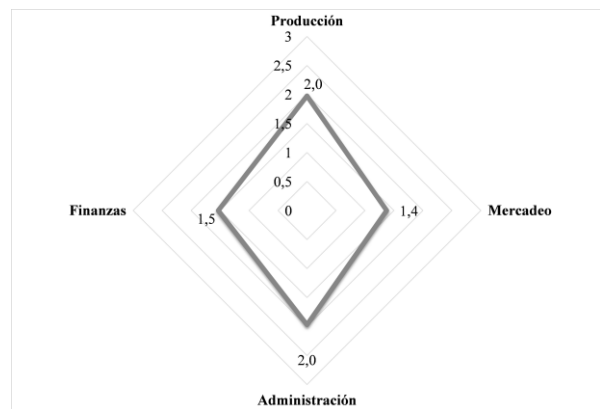 Producción
3
2,5
2,0
2
1,5
1
0,5
Finanzas
1,5
0
1,4
Mercadeo
2,0
Administración